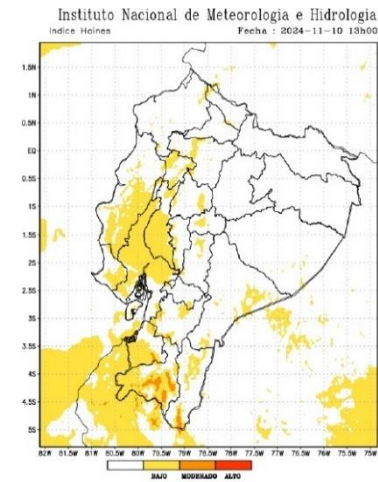 Instituto Nacional de Meteorologia e Hidrologia
Indice Haines Fecha : 2024-11-10 13h00
1.5N
1N
0.5N
EQ
0.5S
1S
1.5S
2S
2.5S
3S
3.5S
4S
4.5S
5S
82W 81.5W 81W 80.5W 80W 79.5W 79W 78.5W 78W 77.5W 77W 76.5W 76W 75.5W 75W
BAJO MODERADO ALTO